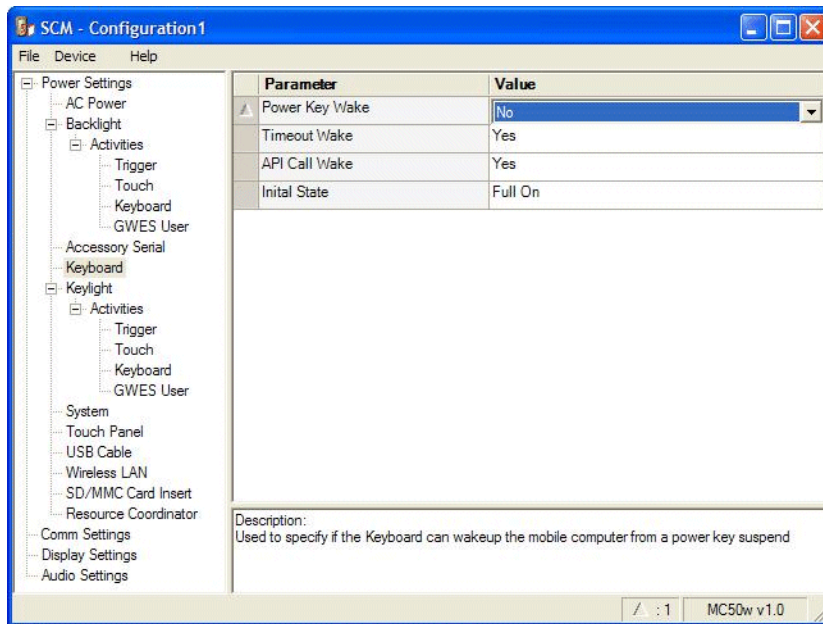 SCM - Configuration1
File Device Help
Power Settings
AC Power
Backlight
Activities
Trigger
Touch
Keyboard
GWES User
Accessory Serial
Keyboard
Keylight
Activities
Trigger
Touch
Keyboard
GWES User
System
Touch Panel
USB Cable
Wireless LAN
SD/MMC Card Insert
Resource Coordinator
Comm Settings
Display Settings
Audio Settings
Parameter Value
Power Key Wake No
Timeout Wake Yes
API Call Wake Yes
Inital State Full On
Description:
Used to specify if the Keyboard can wakeup the mobile computer from a power key suspend
: 1 MC50w v1.0